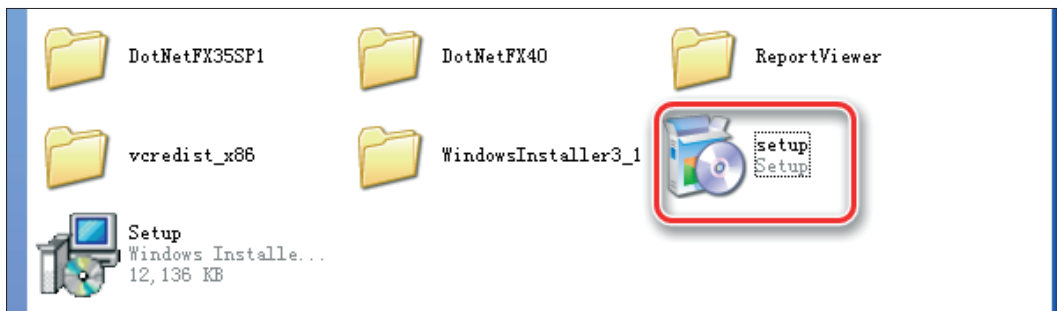 DotNetFX35SP1
DotNetFX40
ReportViewer
vcredist_x86
WindowsInstaller3_1
setup
Setup
Setup
Windows Installe...
12,136 KB